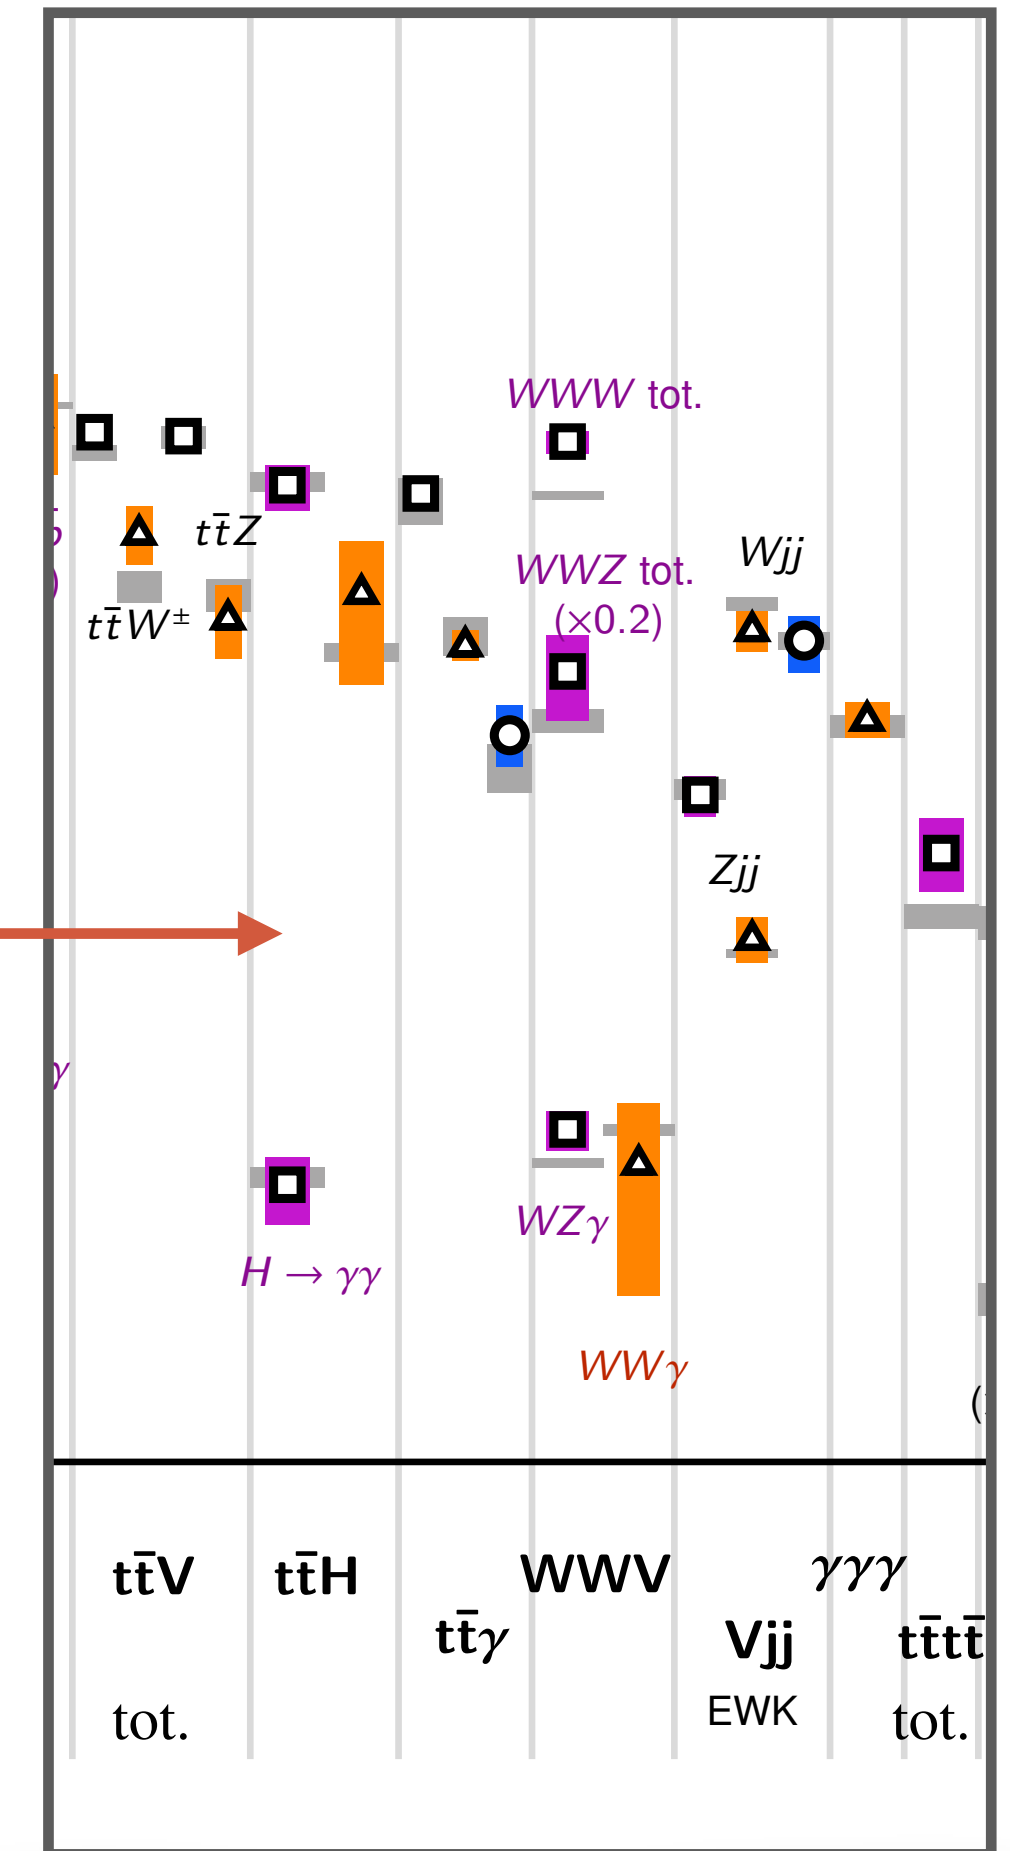 WWW tot.
tt̄Z
WWZ tot.
(×0.2)
Wjj
tt̄W±
Zjj
γ
WZγ
H → γγ
WWγ
tt̄V
tt̄H
WWV
γγγ
tt̄γ
Vjj
tt̄tt̄
tot.
EWK
tot.